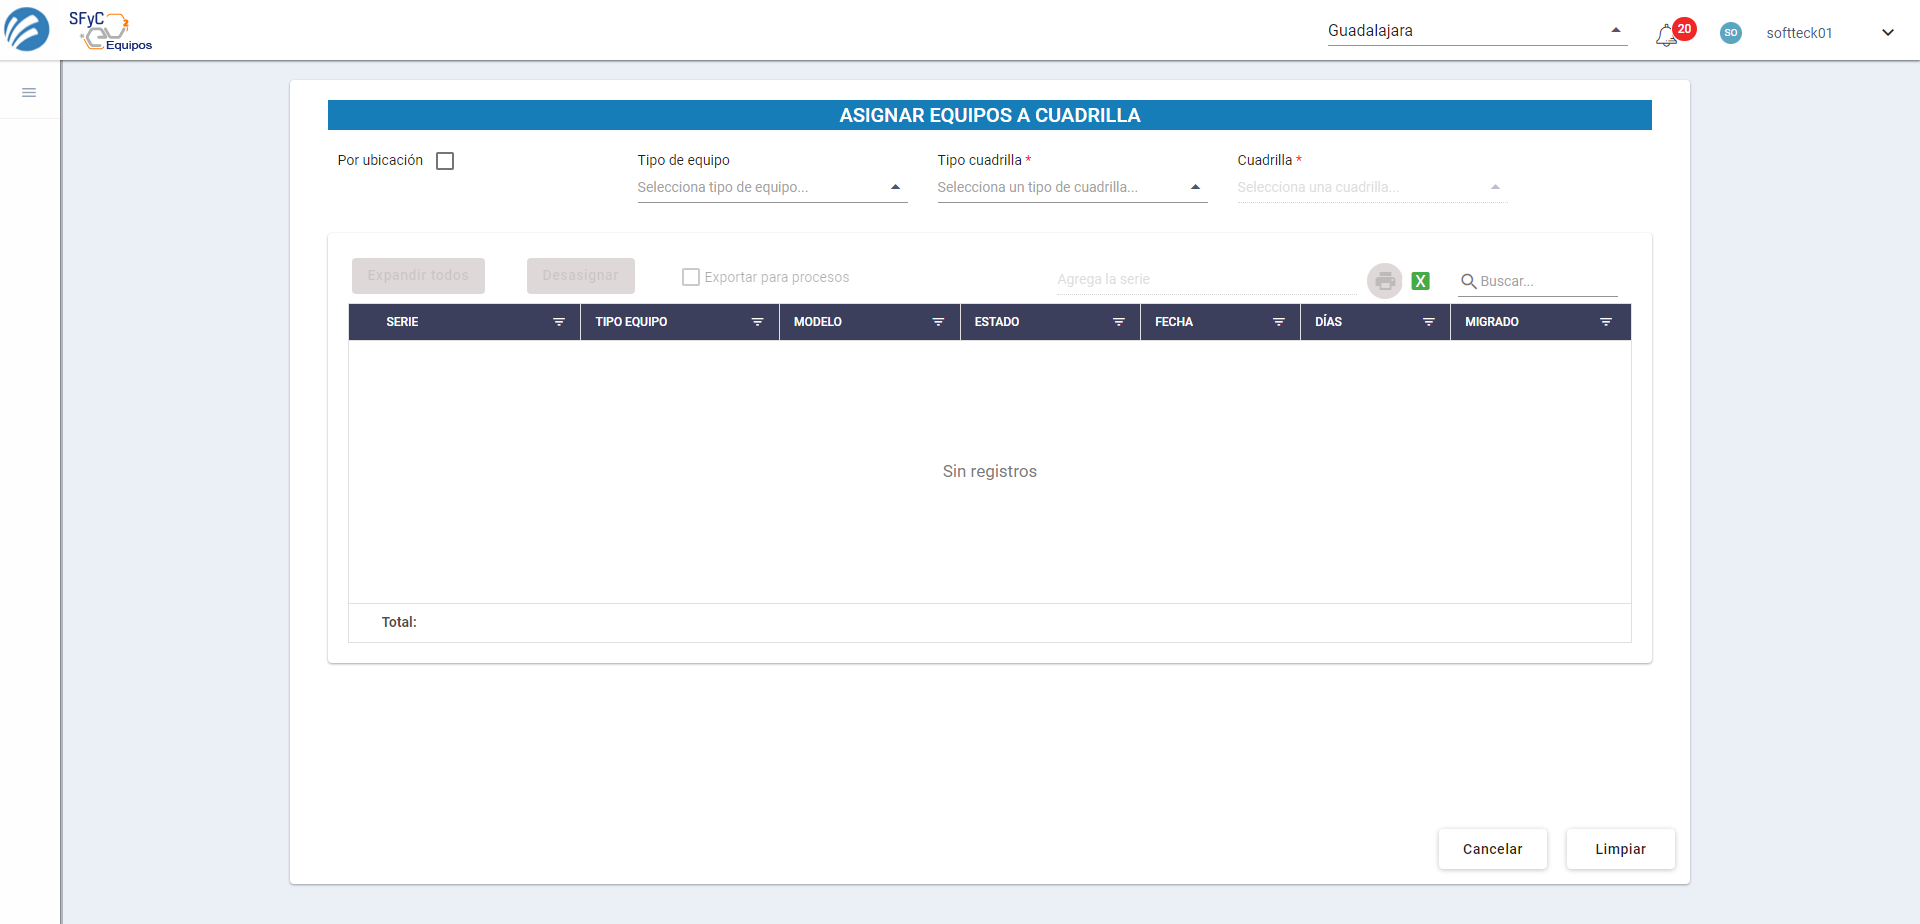 SFyC 2
Equipos
Guadalajara
20
SO
softteck01
ASIGNAR EQUIPOS A CUADRILLA
Por ubicación
Tipo de equipo
Tipo cuadrilla *
Cuadrilla *
Selecciona tipo de equipo...
Selecciona un tipo de cuadrilla...
Selecciona una cuadrilla...
Expandir todos
Desasignar
Exportar para procesos
Agrega la serie
X
Buscar...
SERIE
TIPO EQUIPO
MODELO
ESTADO
FECHA
DÍAS
MIGRADO
Sin registros
Total:
Cancelar
Limpiar